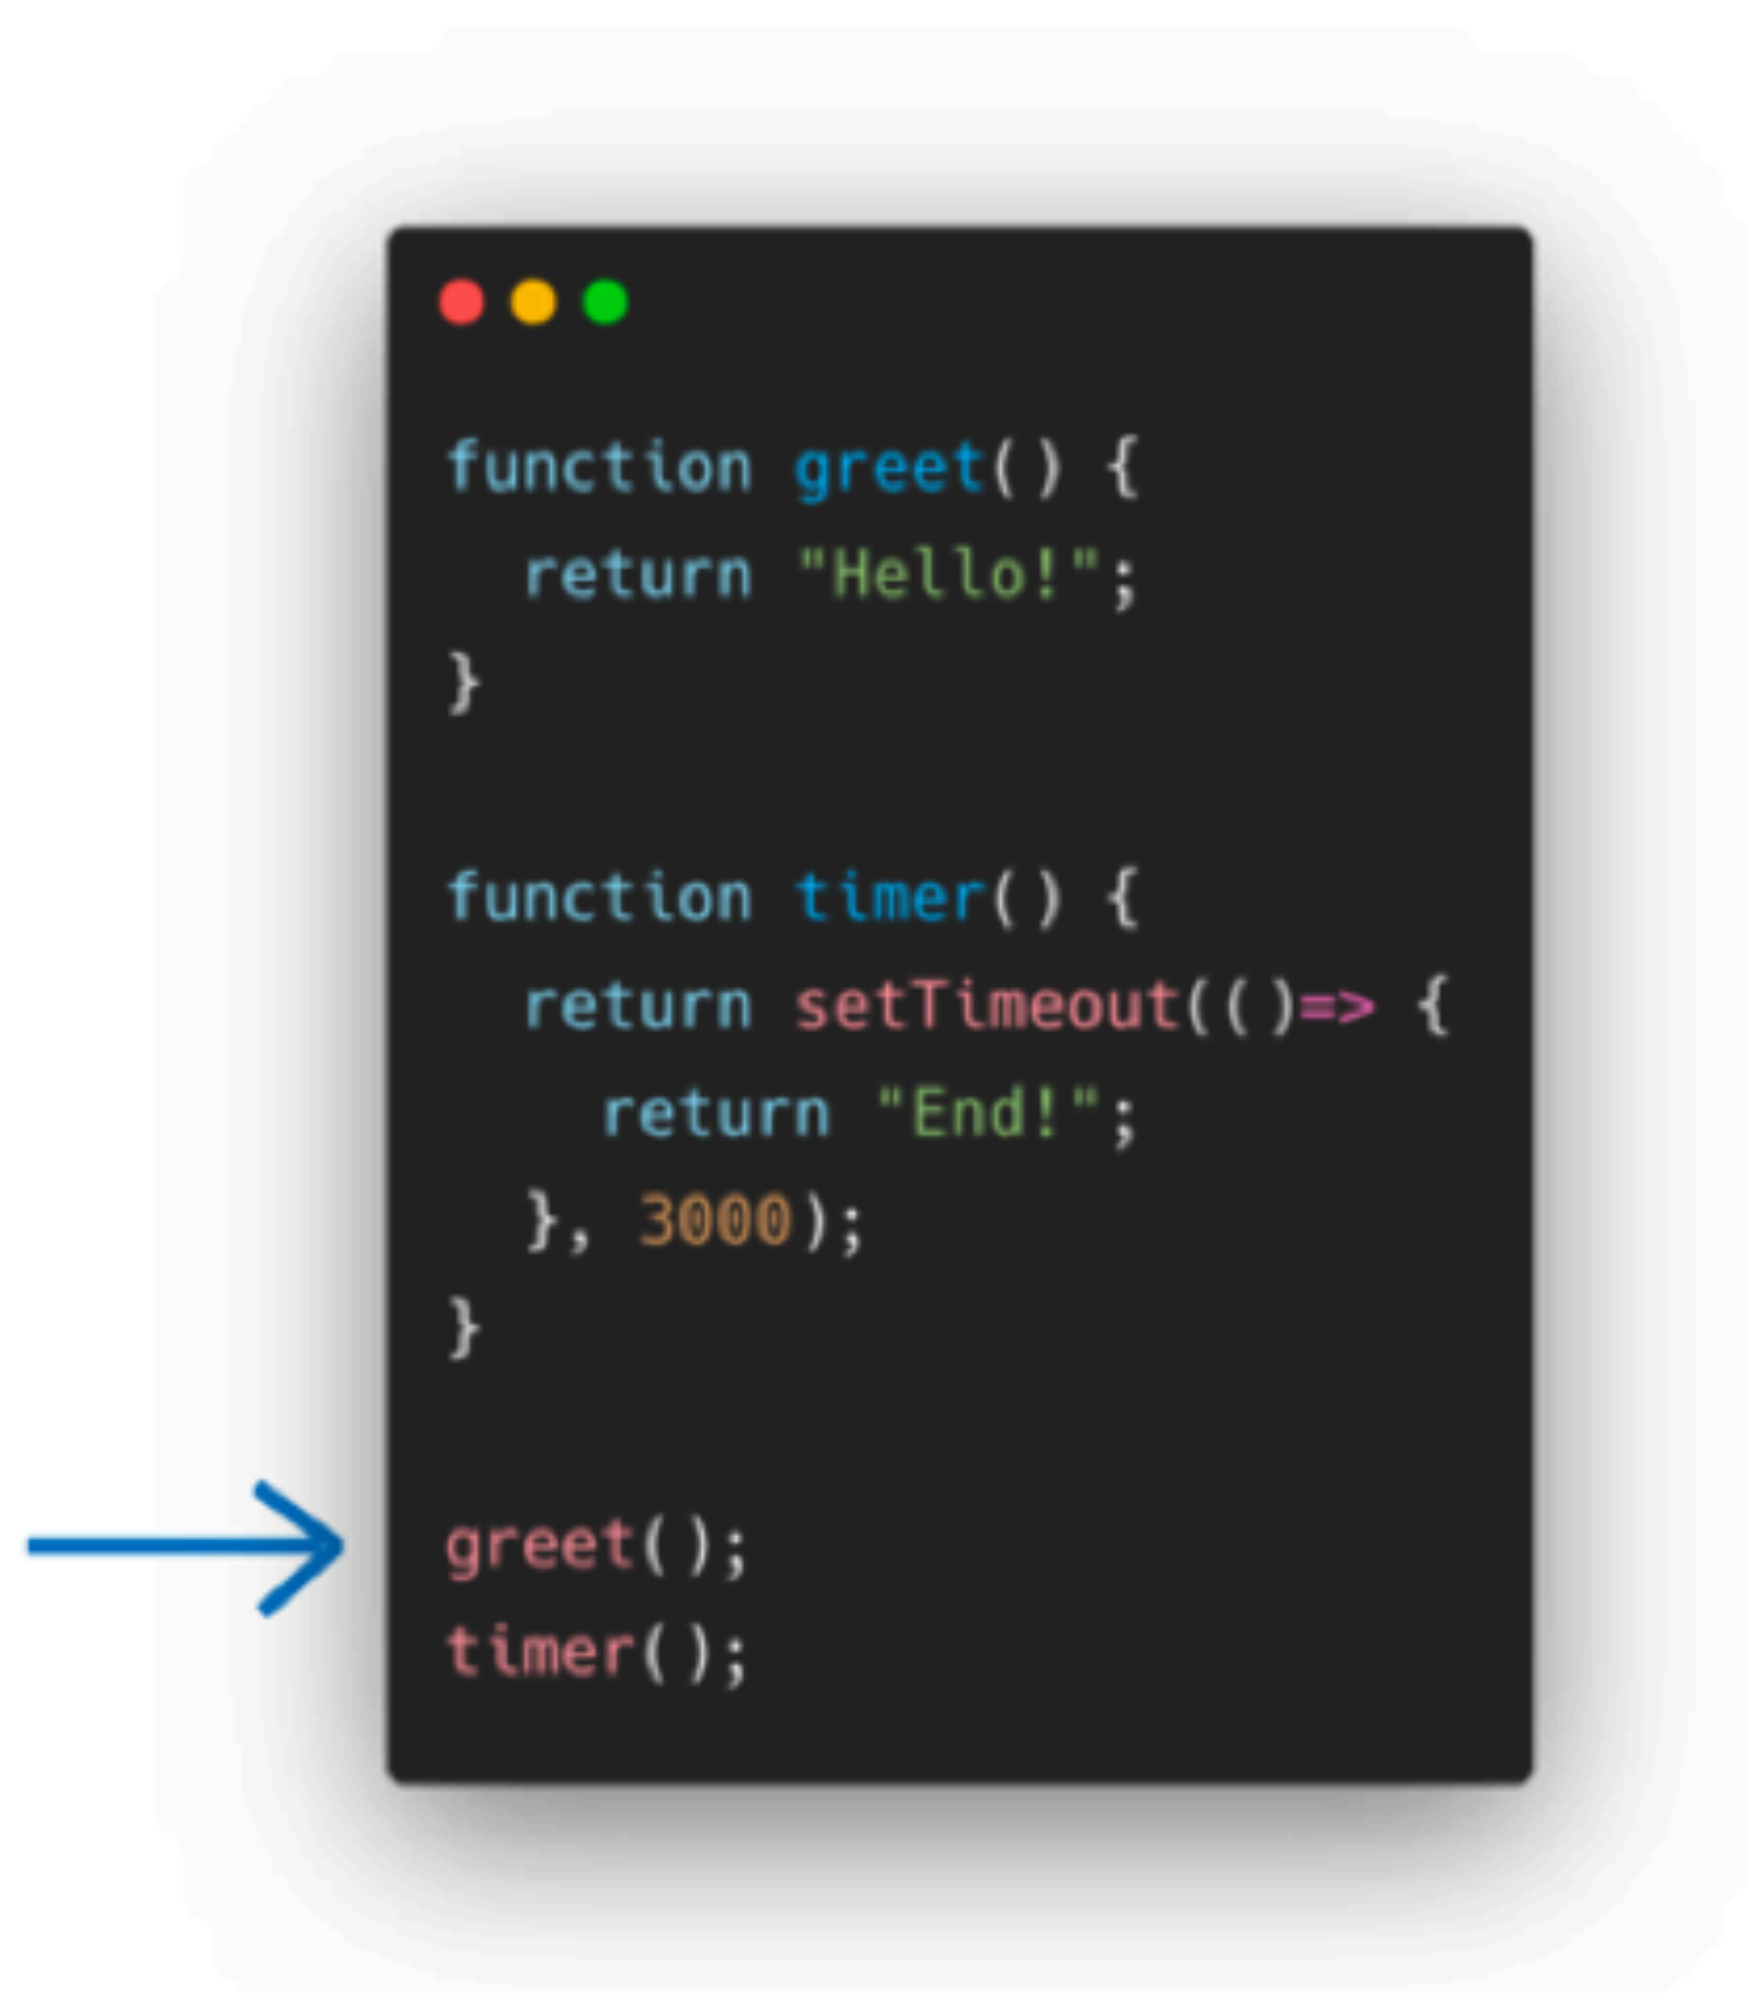 function greet() {
  return "Hello!";
}
function timer() {
  return setTimeout(()=> {
    return "End!";
  }, 3000);
}
greet();
timer();